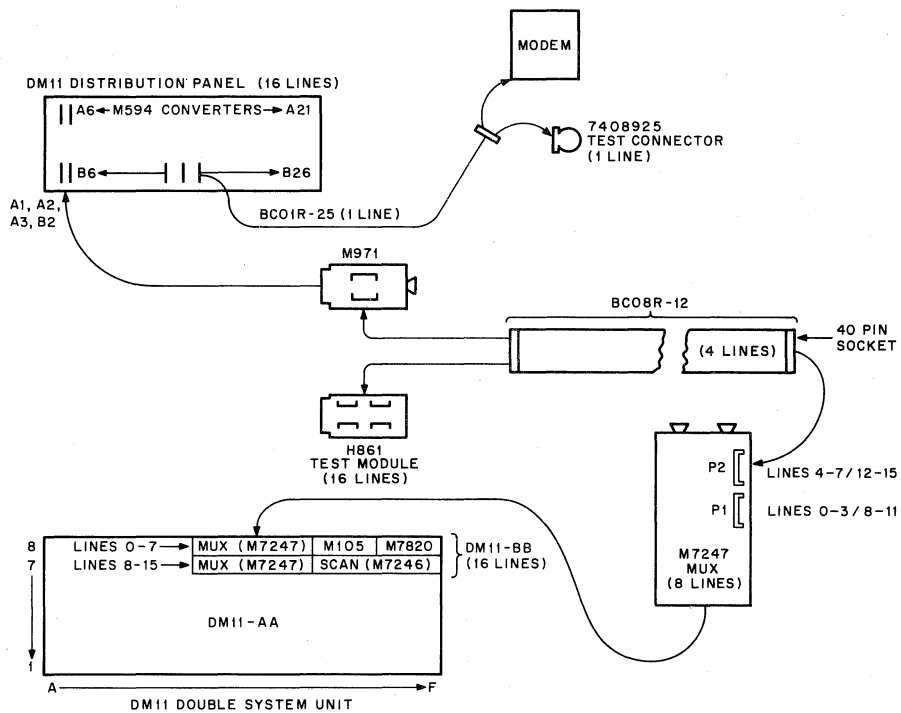 MODEM
DM11 DISTRIBUTION PANEL (16 LINES)
A6 M594 CONVERTERS A21
7408925
TEST CONNECTOR
(1 LINE)
B6 B26
A1, A2,
A3, B2
BC01R-25 (1 LINE)
M971
BC08R-12
(4 LINES)
40 PIN
SOCKET
H861
TEST MODULE
(16 LINES)
P2
LINES 4-7/12-15
P1
LINES 0-3/8-11
M7247
MUX
(8 LINES)
8 LINES 0-7 MUX (M7247) M105 M7820
7 LINES 8-15 MUX (M7247) SCAN (M7246)
DM11-BB
(16 LINES)
DM11-AA
1
A F
DM11 DOUBLE SYSTEM UNIT